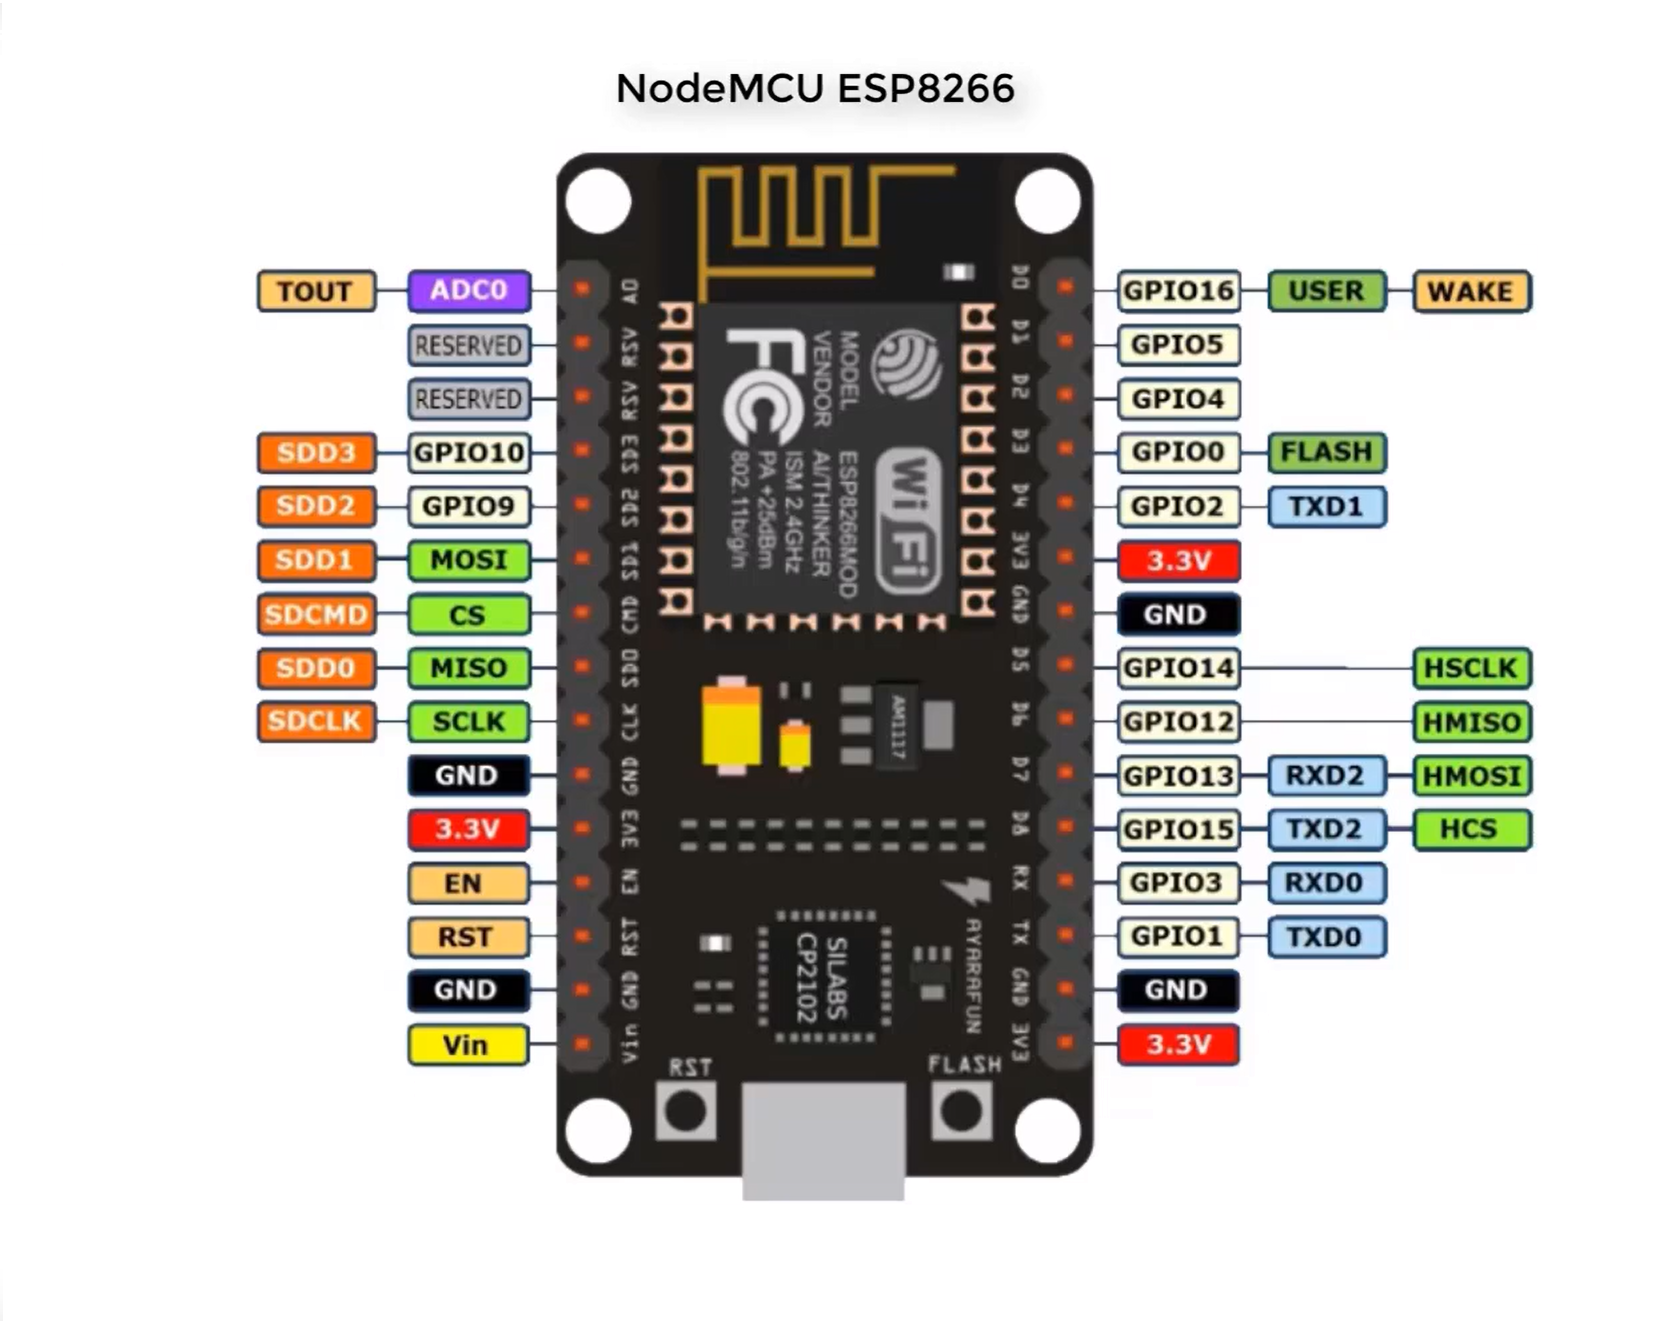 NodeMCU ESP8266
TOUT ADC0 A0
RESERVED RSV
RESERVED RSV
SDD3 GPIO10 SD3
SDD2 GPIO9 SD2
SDD1 MOSI SD1
SDCMD CS CMD
SDD0 MISO SD0
SDCLK SCLK CLK
GND GND
3.3V 3V3
EN EN
RST RST
GND GND
Vin Vin
D0 GPIO16 USER WAKE
D1 GPIO5
D2 GPIO4
D3 GPIO0 FLASH
D4 GPIO2 TXD1
3V3 3.3V
GND GND
D5 GPIO14 HSCLK
D6 GPIO12 HMISO
D7 GPIO13 RXD2 HMOSI
D8 GPIO15 TXD2 HCS
RX GPIO3 RXD0
TX GPIO1 TXD0
GND GND
3V3 3.3V
FC
WiFi
MODEL ESP8266MOD
VENDOR AI/THINKER
ISM 2.4GHz
PA +25dBm
802.11b/g/n
AM1117
SILABS
CP2102
AYARAFUN
RST
FLASH